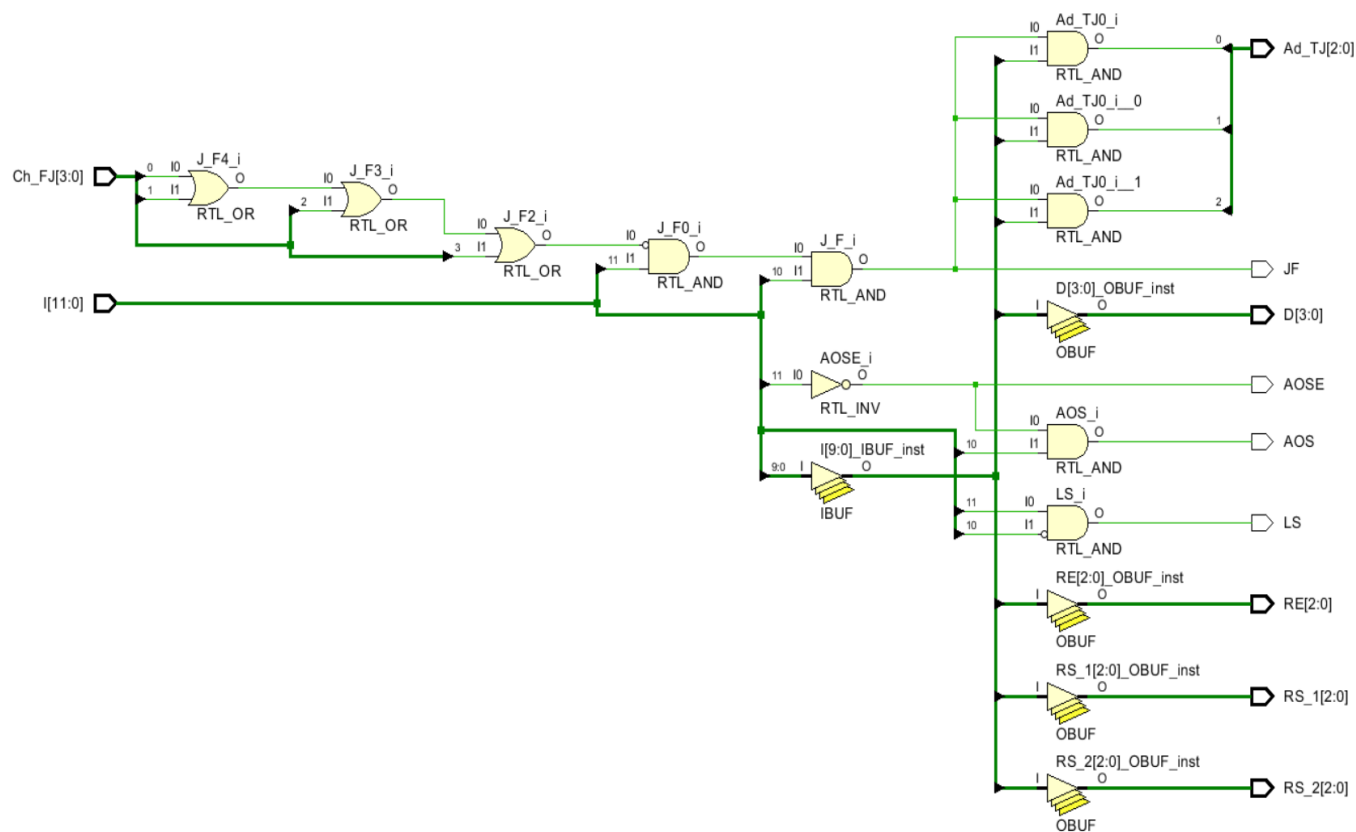 Ad_TJ0_i
I0 O
I1
RTL_AND
0
Ad_TJ[2:0]
Ad_TJ0_i__0
I0 O
I1
RTL_AND
1
Ad_TJ0_i__1
I0 O
I1
RTL_AND
2
Ch_FJ[3:0]
0 I0
1 I1
J_F4_i
O
RTL_OR
J_F3_i
I0 O
2 I1
RTL_OR
J_F2_i
I0 O
3 I1
RTL_OR
J_F0_i
I0 O
11 I1
RTL_AND
J_F_i
I0 O
10 I1
RTL_AND
JF
I[11:0]
D[3:0]_OBUF_inst
I O
OBUF
D[3:0]
AOSE_i
11 I0 O
RTL_INV
AOSE
AOS_i
I0 O
10 I1
RTL_AND
AOS
I[9:0]_IBUF_inst
9:0 I O
IBUF
LS_i
11 I0 O
10 I1
RTL_AND
LS
RE[2:0]_OBUF_inst
I O
OBUF
RE[2:0]
RS_1[2:0]_OBUF_inst
I O
OBUF
RS_1[2:0]
RS_2[2:0]_OBUF_inst
I O
OBUF
RS_2[2:0]